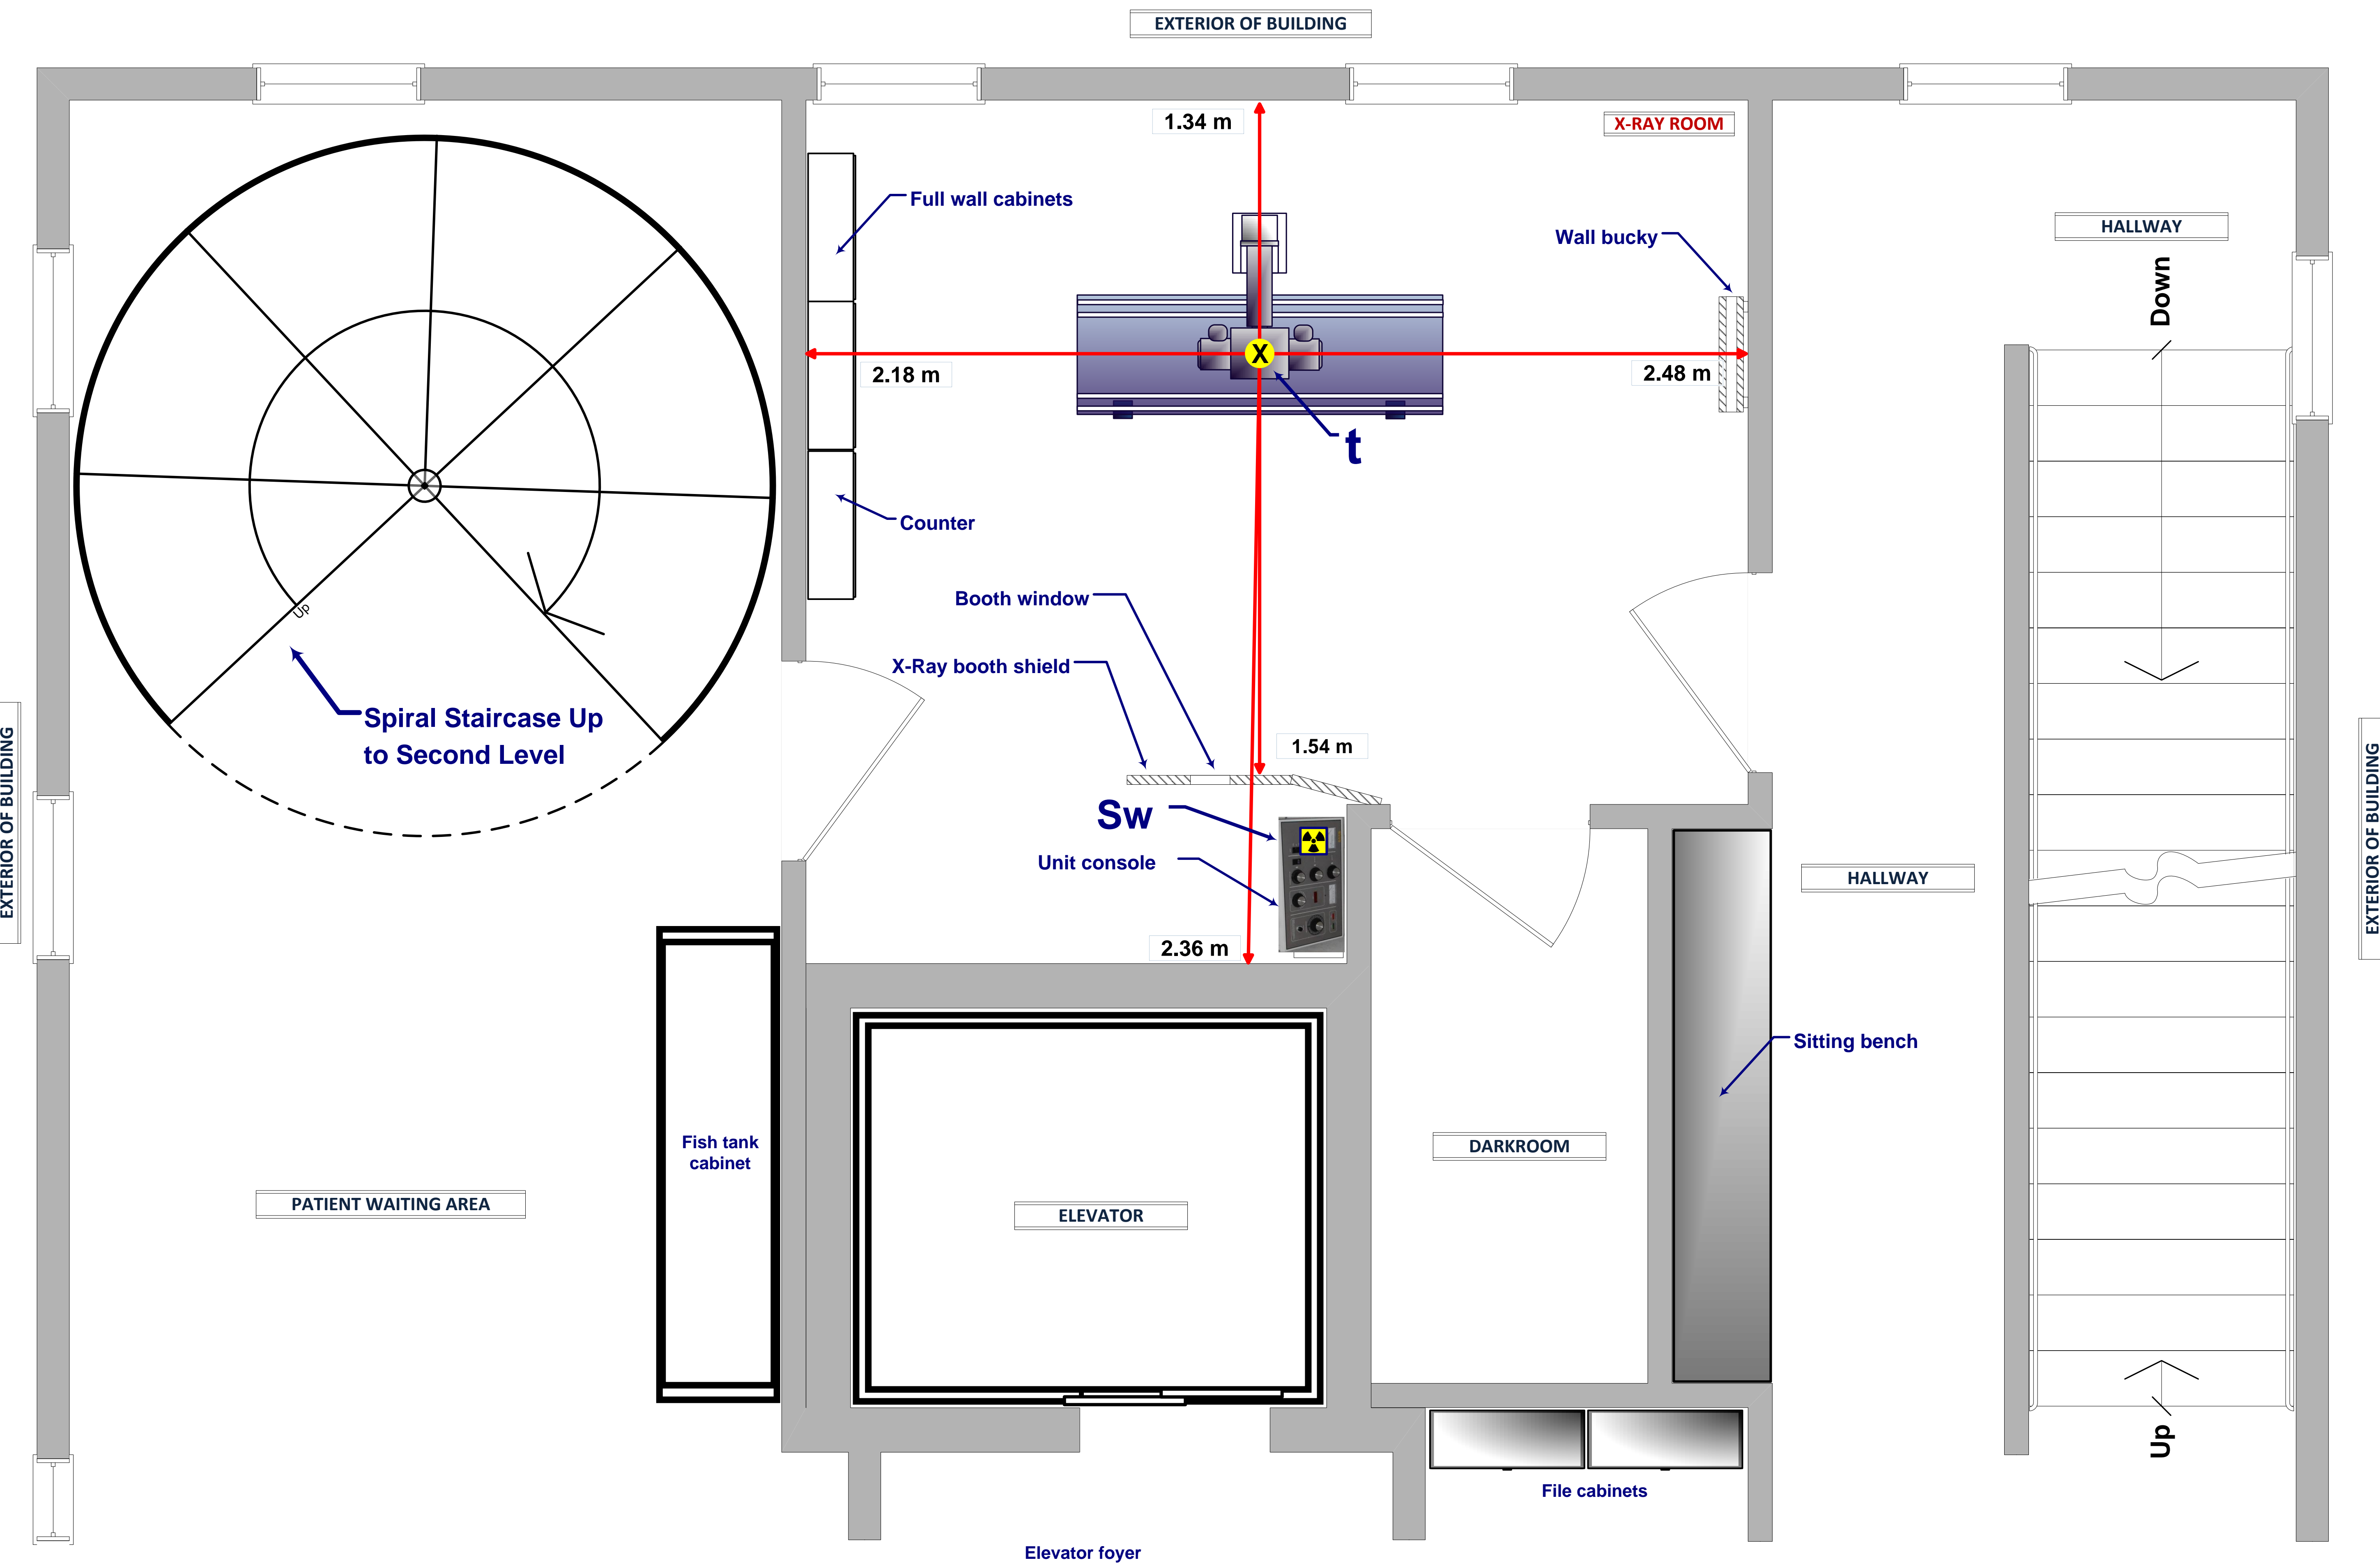 EXTERIOR OF BUILDING
1.34 m
X-RAY ROOM
Full wall cabinets
Wall bucky
HALLWAY
Down
X
2.18 m
2.48 m
t
Counter
Up
Booth window
X-Ray booth shield
Spiral Staircase Up
to Second Level
1.54 m
EXTERIOR OF BUILDING
EXTERIOR OF BUILDING
Sw
Unit console
HALLWAY
2.36 m
Sitting bench
Fish tank
cabinet
DARKROOM
PATIENT WAITING AREA
ELEVATOR
Up
File cabinets
Elevator foyer